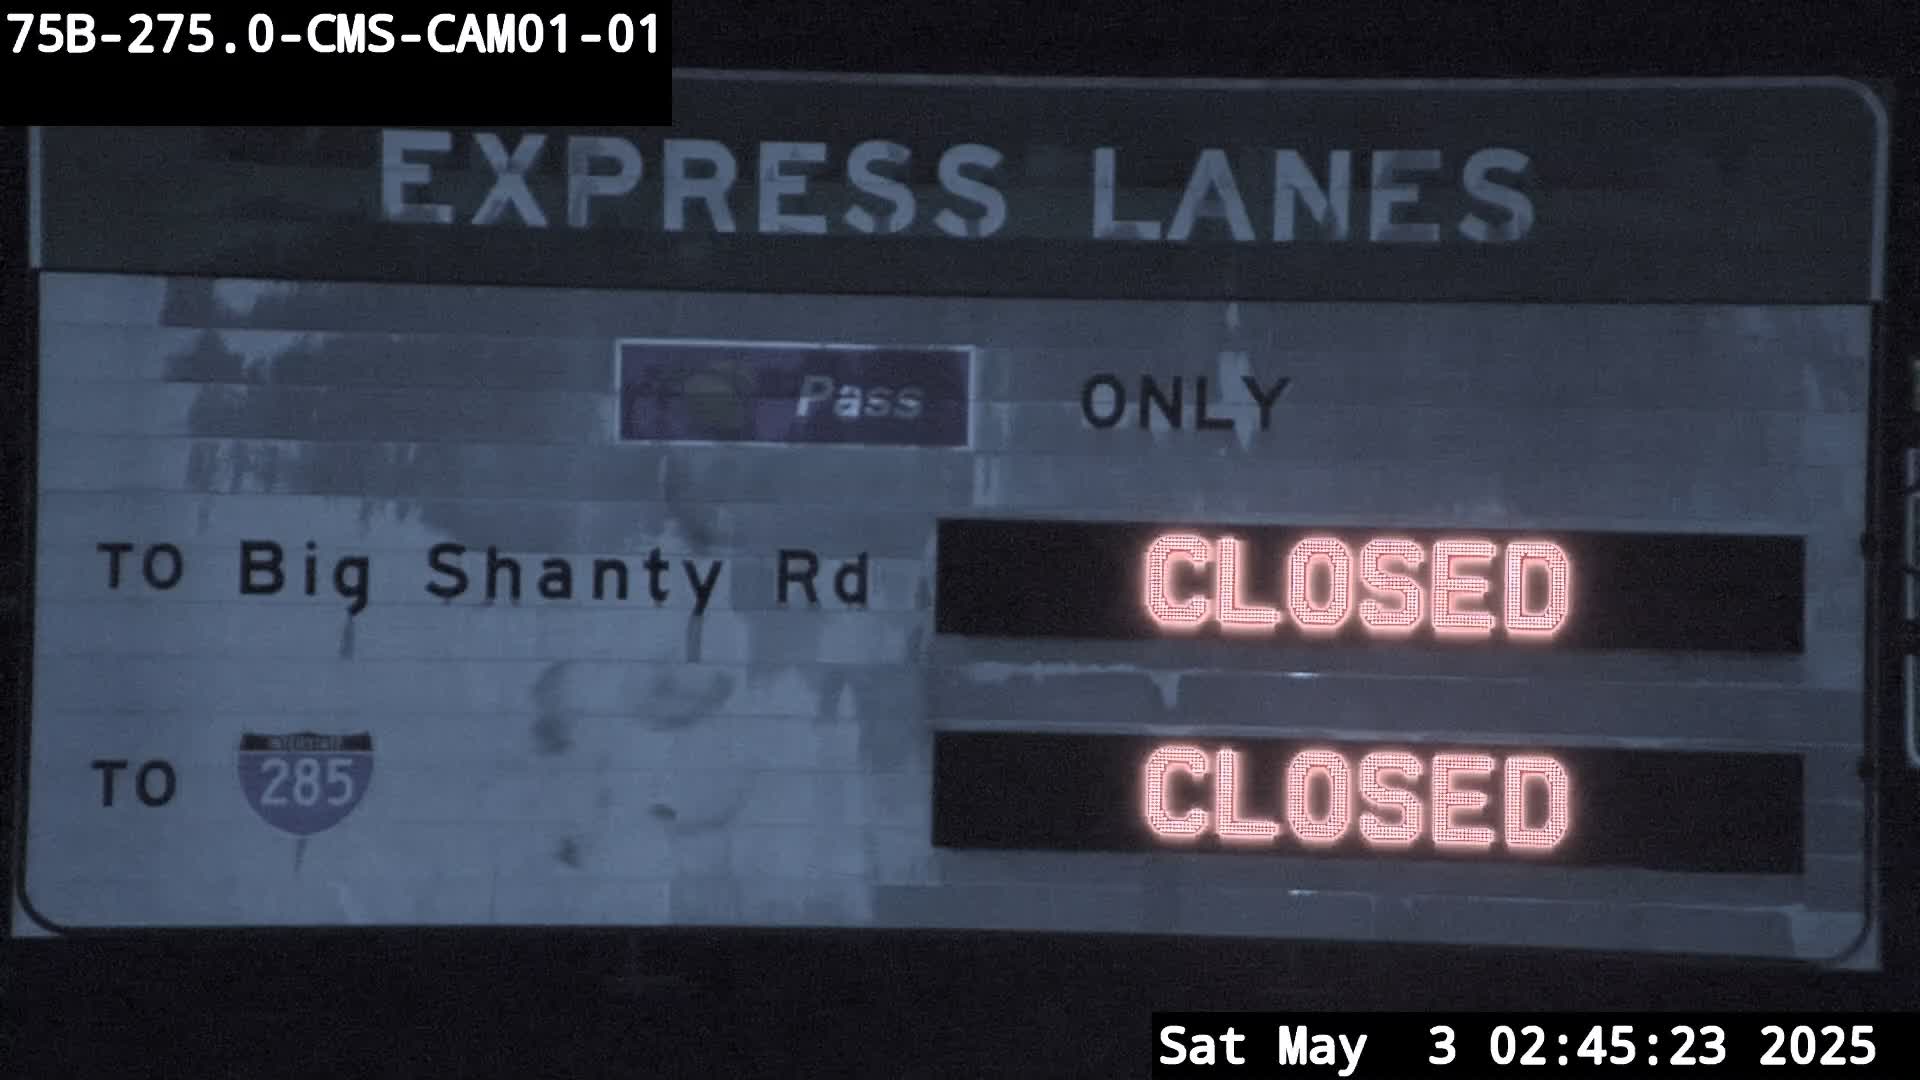 75B-275.0-CMS-CAM01-01
EXPRESS LANES
Pass ONLY
TO Big Shanty Rd CLOSED
TO INTERSTATE 285 CLOSED
Sat May 3 02:45:23 2025